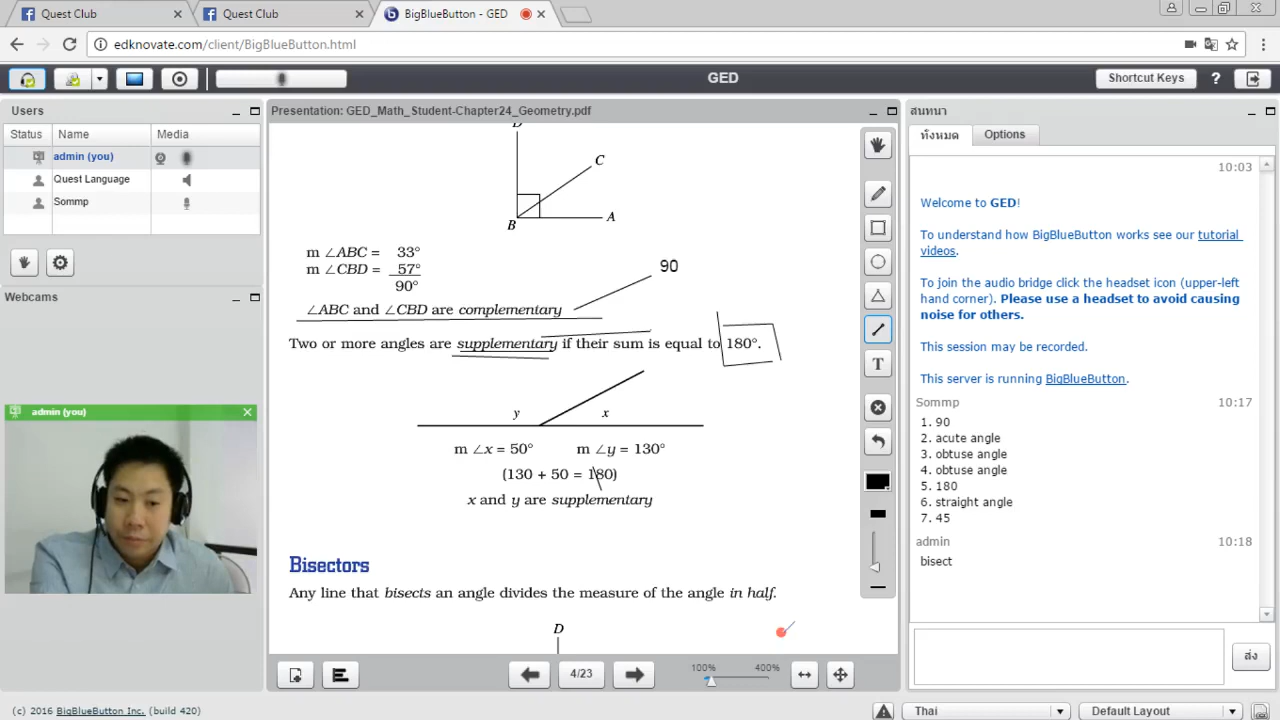 Quest Club
Quest Club
BigBlueButton - GED
edknovate.com/client/BigBlueButton.html
GED
Shortcut Keys
?
Users
Status Name Media
admin (you)
Quest Language
Sommp
Webcams
admin (you)
Presentation: GED_Math_Student-Chapter24_Geometry.pdf
D
C
B
A
m ∠ABC = 33°
m ∠CBD = 57°
90°
90
∠ABC and ∠CBD are complementary
Two or more angles are supplementary if their sum is equal to 180°.
y x
m ∠x = 50° m ∠y = 130°
(130 + 50 = 180)
x and y are supplementary
Bisectors
Any line that bisects an angle divides the measure of the angle in half.
D
4/23
100% 400%
สนทนา
ทั้งหมด Options
10:03
Welcome to GED!
To understand how BigBlueButton works see our tutorial
videos.
To join the audio bridge click the headset icon (upper-left
hand corner). Please use a headset to avoid causing
noise for others.
This session may be recorded.
This server is running BigBlueButton.
Sommp 10:17
1. 90
2. acute angle
3. obtuse angle
4. obtuse angle
5. 180
6. straight angle
7. 45
admin 10:18
bisect
ส่ง
T
(c) 2016 BigBlueButton Inc. (build 420)
Thai
Default Layout